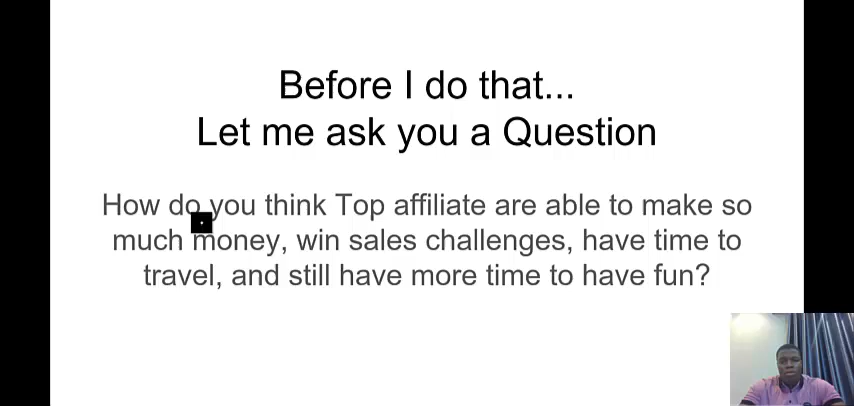 Before I do that...
Let me ask you a Question
How do you think Top affiliate are able to make so
much money, win sales challenges, have time to
travel, and still have more time to have fun?